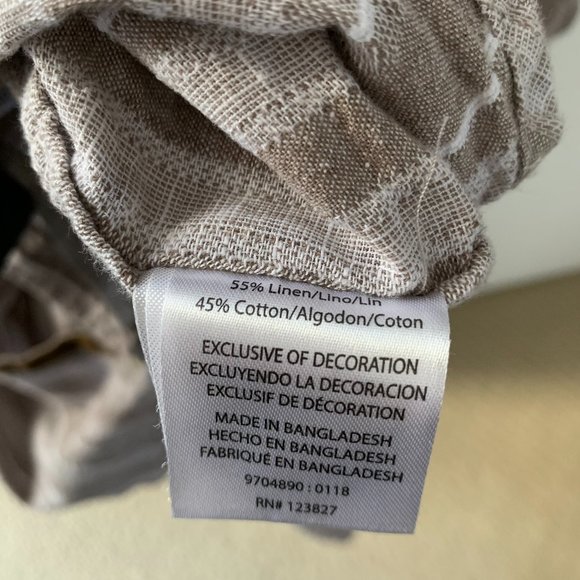 55% Linen/Lino/Lin
45% Cotton/Algodon/Coton
EXCLUSIVE OF DECORATION
EXCLUYENDO LA DECORACION
EXCLUSIF DE DÉCORATION
MADE IN BANGLADESH
HECHO EN BANGLADESH
FABRIQUÉ EN BANGLADESH
9704890 : 0118
RN# 123827